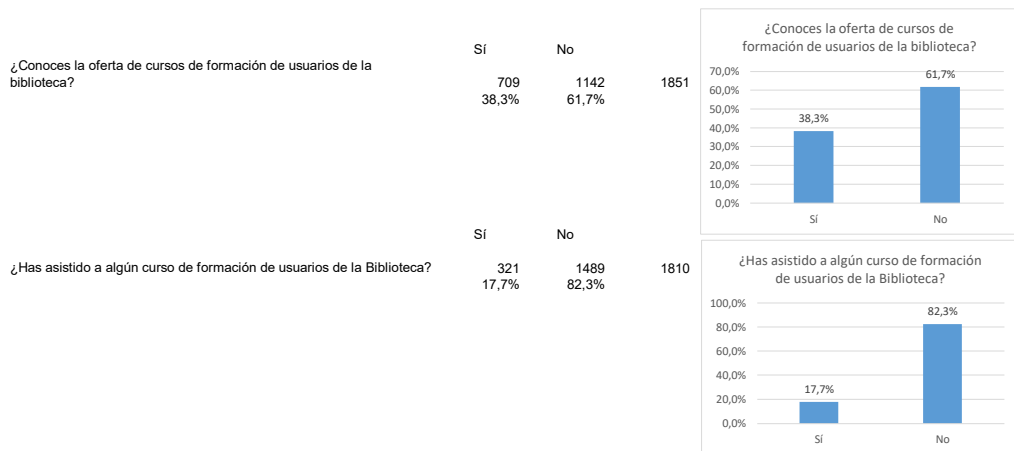 Sí No
¿Conoces la oferta de cursos de formación de usuarios de la
biblioteca?
709 1142 1851
38,3% 61,7%
¿Conoces la oferta de cursos de
formación de usuarios de la biblioteca?
70,0%
60,0%
50,0%
40,0%
30,0%
20,0%
10,0%
0,0%
38,3%
61,7%
Sí No
Sí No
¿Has asistido a algún curso de formación de usuarios de la Biblioteca? 321 1489 1810
17,7% 82,3%
¿Has asistido a algún curso de formación
de usuarios de la Biblioteca?
100,0%
80,0%
60,0%
40,0%
20,0%
0,0%
17,7%
82,3%
Sí No